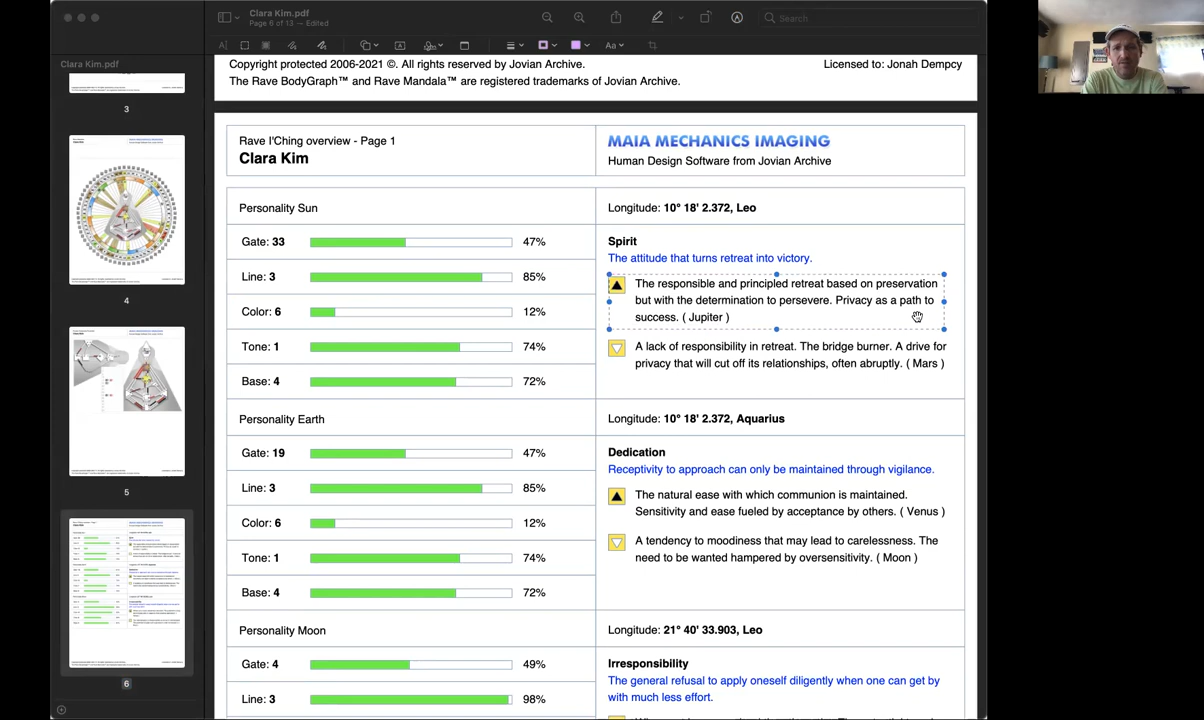 Clara Kim.pdf
Page 6 of 13 — Edited
Search
Aa
Clara Kim.pdf
3
4
5
6
Copyright protected 2006-2021 ©. All rights reserved by Jovian Archive.
Licensed to: Jonah Dempcy
The Rave BodyGraph™ and Rave Mandala™ are registered trademarks of Jovian Archive.
Rave I'Ching overview - Page 1
Clara Kim
MAIA MECHANICS IMAGING
Human Design Software from Jovian Archive
Personality Sun
Longitude: 10° 18' 2.372, Leo
Gate: 33 47%
Line: 3 85%
Color: 6 12%
Tone: 1 74%
Base: 4 72%
Spirit
The attitude that turns retreat into victory.
The responsible and principled retreat based on preservation
but with the determination to persevere. Privacy as a path to
success. ( Jupiter )
A lack of responsibility in retreat. The bridge burner. A drive for
privacy that will cut off its relationships, often abruptly. ( Mars )
Personality Earth
Longitude: 10° 18' 2.372, Aquarius
Gate: 19 47%
Line: 3 85%
Color: 6 12%
Tone: 1 74%
Base: 4 72%
Dedication
Receptivity to approach can only be maintained through vigilance.
The natural ease with which communion is maintained.
Sensitivity and ease fueled by acceptance by others. ( Venus )
A tendency to moodiness that may lead to carelessness. The
need to be wanted hampered by oversensitivity. ( Moon )
Personality Moon
Longitude: 21° 40' 33.903, Leo
Gate: 4 49%
Line: 3 98%
Irresponsibility
The general refusal to apply oneself diligently when one can get by
with much less effort.